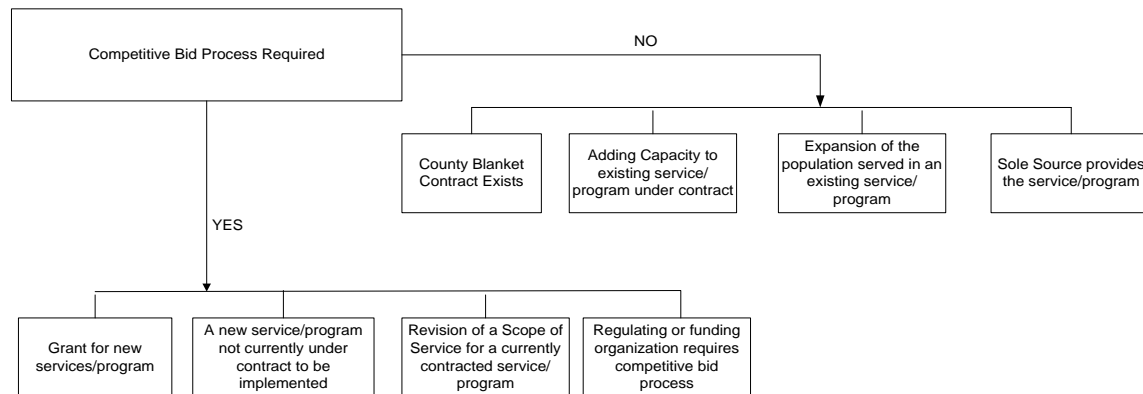 Competitive Bid Process Required
NO
County Blanket
Contract Exists
Adding Capacity to
existing service/
program under contract
Expansion of the
population served in an
existing service/
program
Sole Source provides
the service/program
YES
Grant for new
services/program
A new service/program
not currently under
contract to be
implemented
Revision of a Scope of
Service for a currently
contracted service/
program
Regulating or funding
organization requires
competitive bid
process